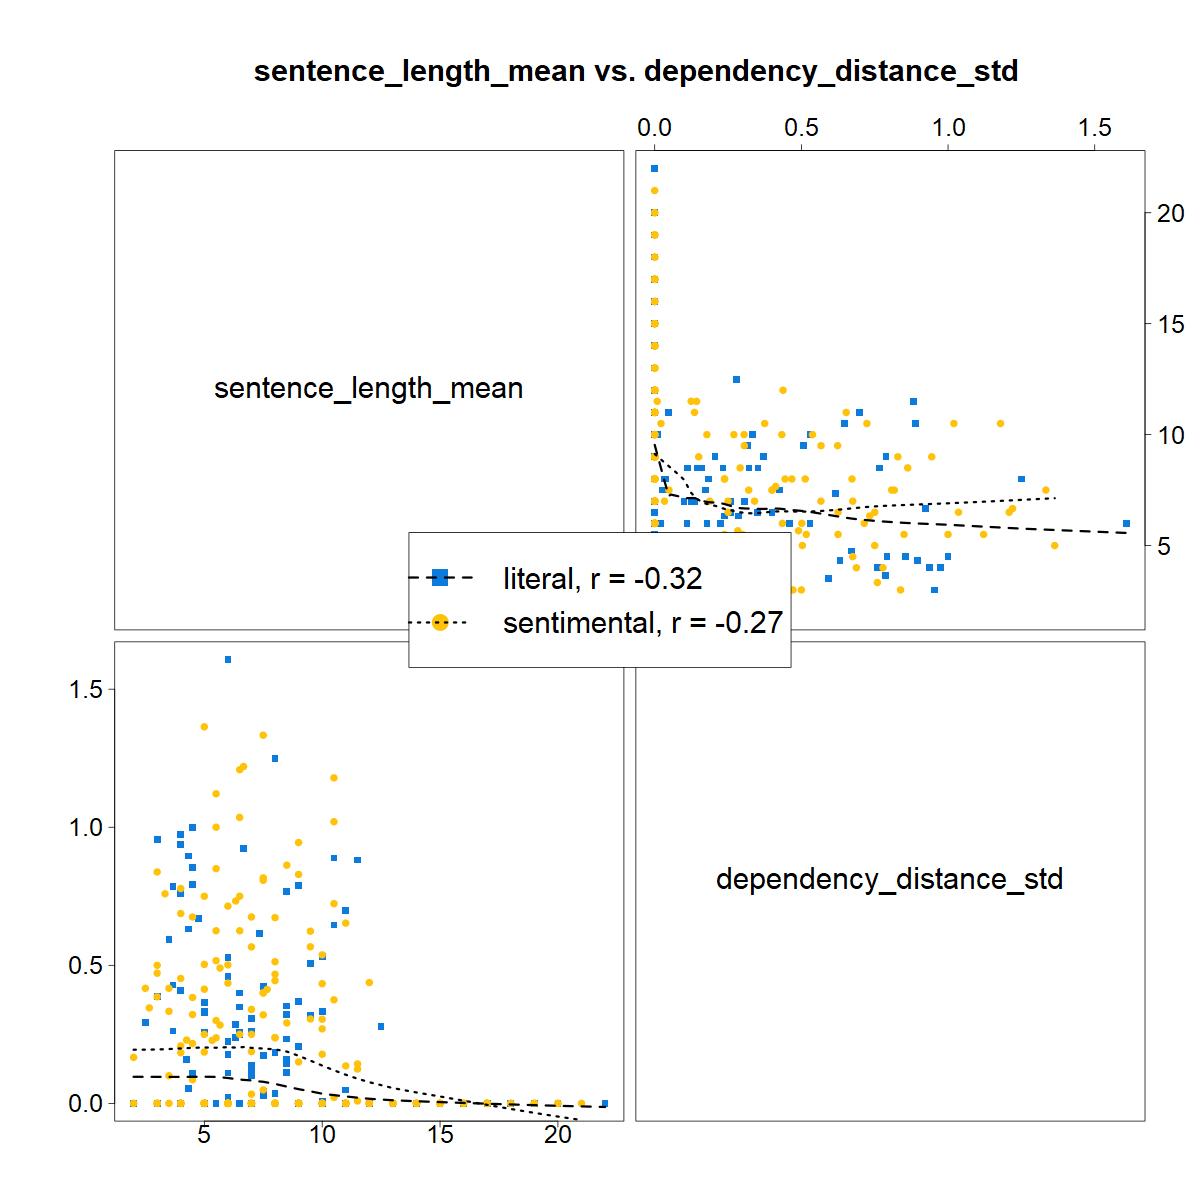 sentence_length_mean vs. dependency_distance_std
0.0 0.5 1.0 1.5
sentence_length_mean
20
15
10
5
literal, r = -0.32
sentimental, r = -0.27
1.5
1.0
0.5
0.0
dependency_distance_std
5 10 15 20